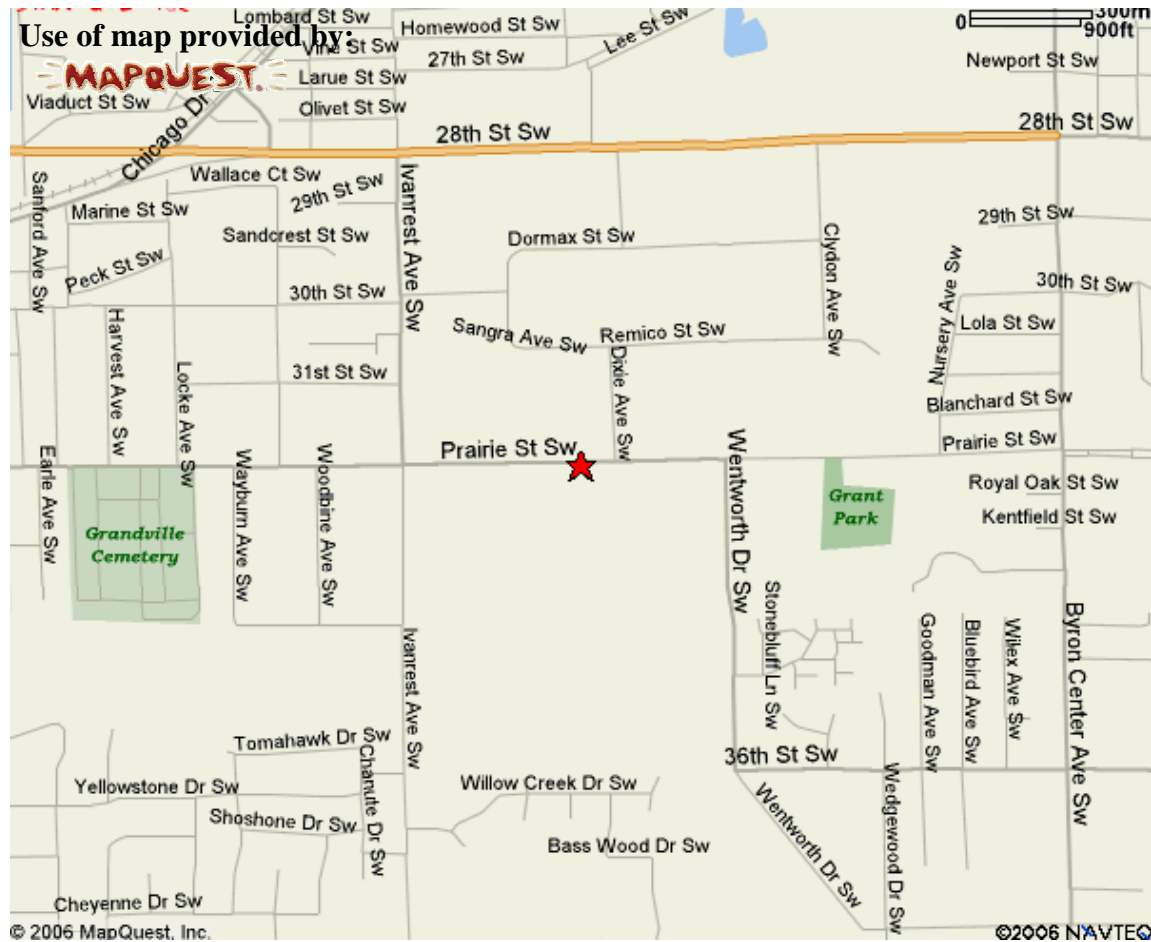 Lombard St Sw
Homewood St Sw
300m
0
900ft
Use of map provided by:
Vine St Sw
27th St Sw
Lee St Sw
Newport St Sw
MAPQUEST.
Larue St Sw
Viaduct St Sw
Olivet St Sw
Chicago Dr
28th St Sw
28th St Sw
Wallace Ct Sw
29th St Sw
Sanford Ave Sw
Marine St Sw
Ivanrest Ave Sw
29th St Sw
Sandcrest St Sw
Dormax St Sw
Clydon Ave Sw
Peck St Sw
Nursery Ave Sw
30th St Sw
30th St Sw
Harvest Ave Sw
Sangra Ave Sw
Remico St Sw
Lola St Sw
Locke Ave Sw
31st St Sw
Dixie Ave Sw
Blanchard St Sw
Earle Ave Sw
Prairie St Sw
Prairie St Sw
Wayburn Ave Sw
Woodbine Ave Sw
Wentworth Dr Sw
Royal Oak St Sw
Grant
Park
Kentfield St Sw
Grandville
Cemetery
Stonebluff Ln Sw
Goodman Ave Sw
Bluebird Ave Sw
Wilex Ave Sw
Byron Center Ave Sw
Ivanrest Ave Sw
Tomahawk Dr Sw
Chanute Dr Sw
36th St Sw
Yellowstone Dr Sw
Willow Creek Dr Sw
Wentworth Dr Sw
Wedgewood Dr Sw
Shoshone Dr Sw
Bass Wood Dr Sw
Cheyenne Dr Sw
© 2006 MapQuest, Inc.
©2006 NAVTEQ